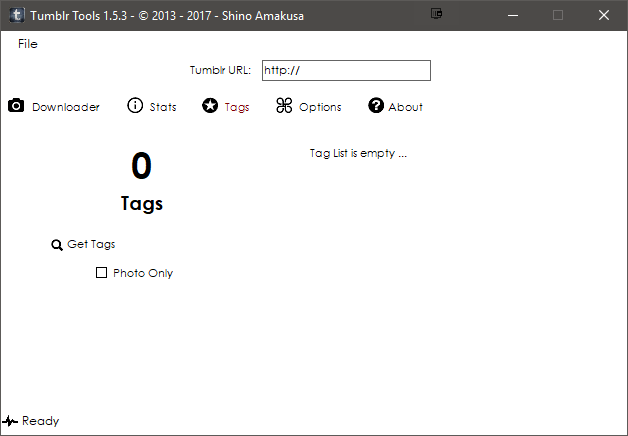 Tumblr Tools 1.5.3 - © 2013 - 2017 - Shino Amakusa
File
Tumblr URL: http://
Downloader Stats Tags Options About
0
Tags
Tag List is empty ...
Get Tags
Photo Only
Ready